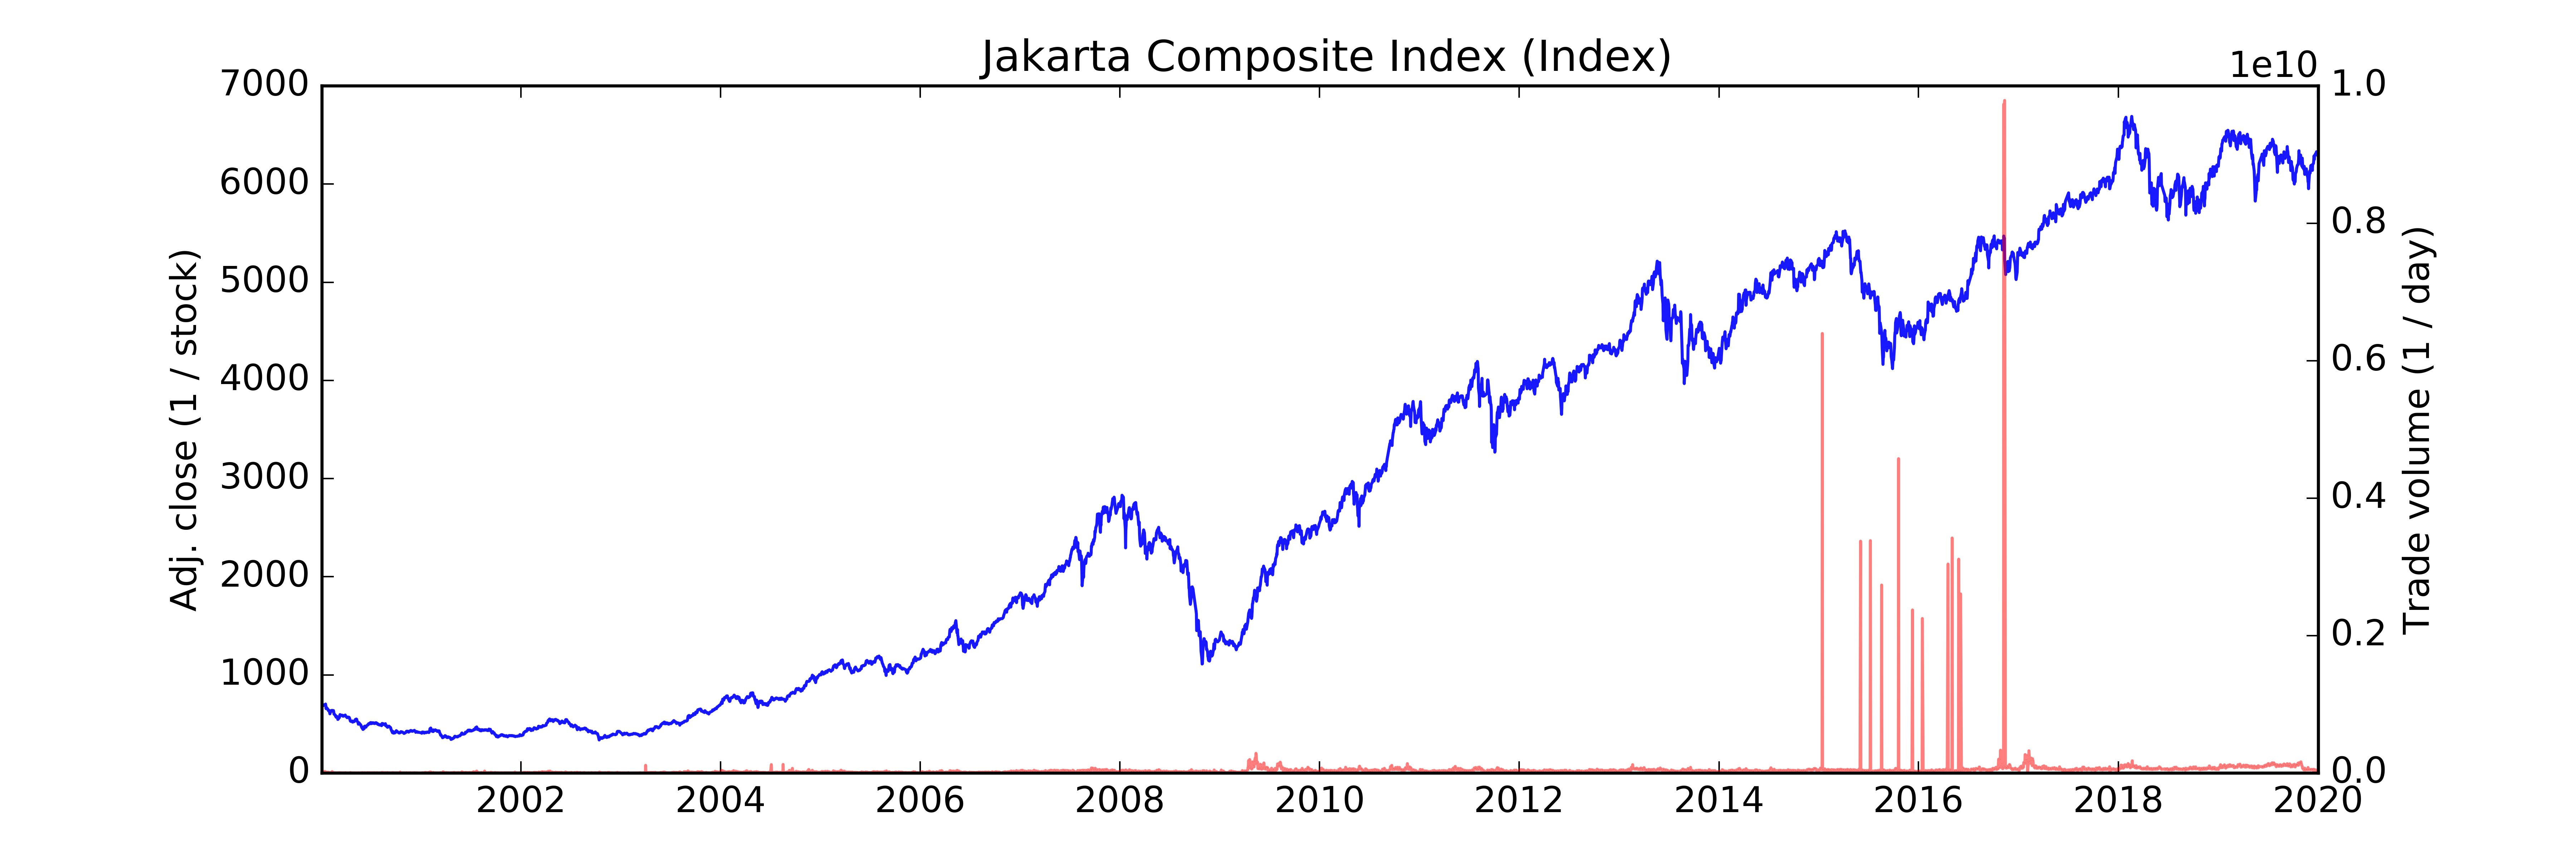 Jakarta Composite Index (Index)
1e10
7000
6000
5000
4000
3000
2000
1000
0
Adj. close (1 / stock)
1.0
0.8
0.6
0.4
0.2
0.0
Trade volume (1 / day)
2002 2004 2006 2008 2010 2012 2014 2016 2018 2020